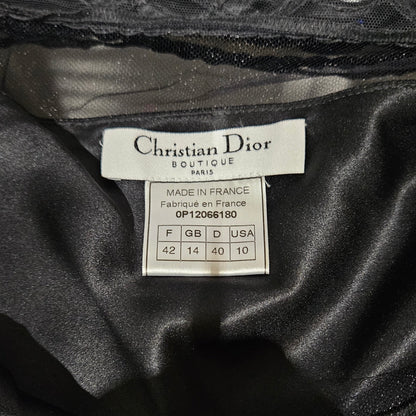 Christian Dior
BOUTIQUE
PARIS
MADE IN FRANCE
Fabriqué en France
0P12066180
F GB D USA
42 14 40 10